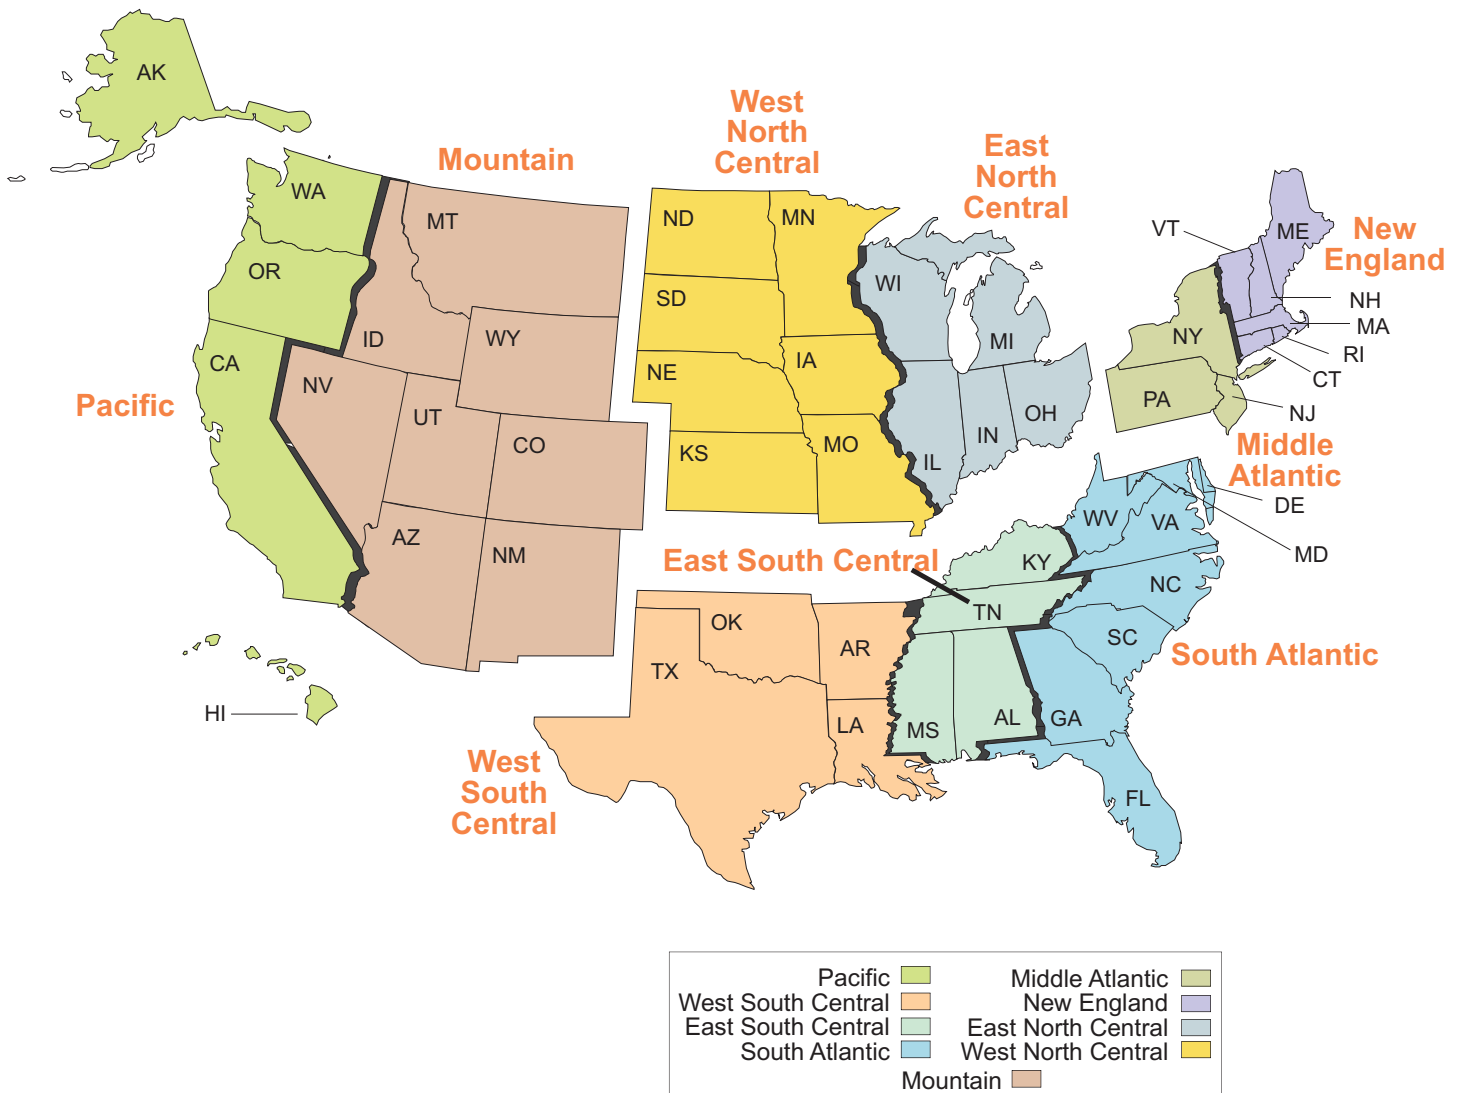 AK
West
North
Central
East
North
Central
Mountain
WA
MT
ND
MN
VT
ME
New
England
OR
WI
SD
NH
MA
ID
WY
NY
MI
RI
CA
IA
NE
CT
NV
PA
NJ
Pacific
UT
OH
CO
MO
IN
Middle
Atlantic
KS
IL
DE
WV
VA
AZ
NM
MD
East South Central
KY
NC
TN
OK
SC
AR
South Atlantic
TX
HI
LA
MS
AL
GA
West
South
Central
FL
Pacific
Middle Atlantic
West South Central
New England
East South Central
East North Central
South Atlantic
West North Central
Mountain